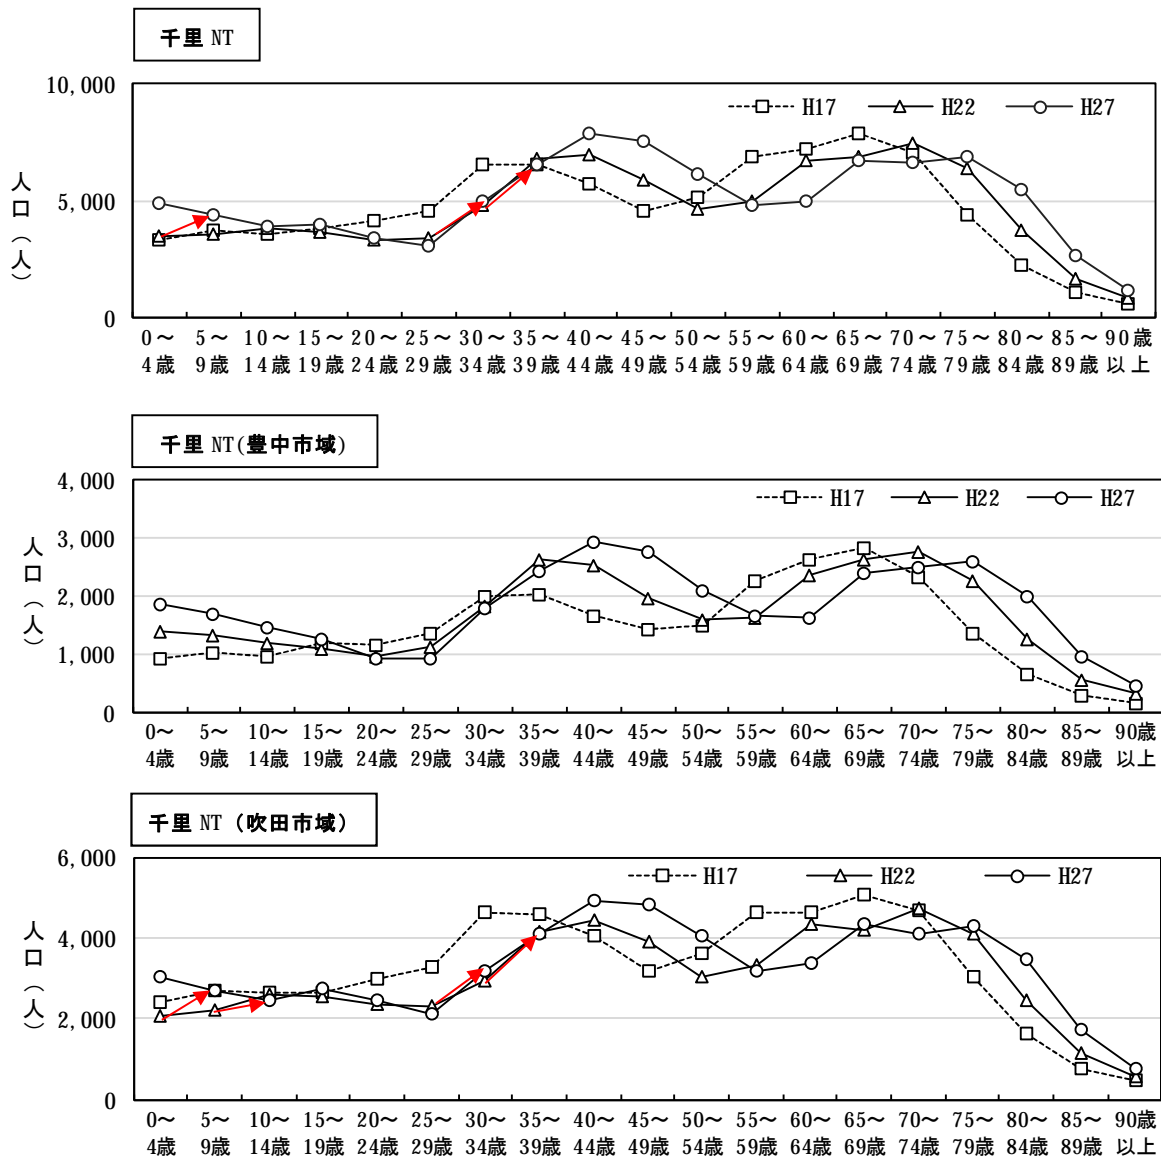 千里 NT
人口（人）
10,000
5,000
0
H17 H22 H27
0～ 5～ 10～ 15～ 20～ 25～ 30～ 35～ 40～ 45～ 50～ 55～ 60～ 65～ 70～ 75～ 80～ 85～ 90歳
4歳 9歳 14歳 19歳 24歳 29歳 34歳 39歳 44歳 49歳 54歳 59歳 64歳 69歳 74歳 79歳 84歳 89歳 以上
千里 NT(豊中市域)
人口（人）
4,000
3,000
2,000
1,000
0
H17 H22 H27
0～ 5～ 10～ 15～ 20～ 25～ 30～ 35～ 40～ 45～ 50～ 55～ 60～ 65～ 70～ 75～ 80～ 85～ 90歳
4歳 9歳 14歳 19歳 24歳 29歳 34歳 39歳 44歳 49歳 54歳 59歳 64歳 69歳 74歳 79歳 84歳 89歳 以上
千里 NT（吹田市域）
人口（人）
6,000
4,000
2,000
0
H17 H22 H27
0～ 5～ 10～ 15～ 20～ 25～ 30～ 35～ 40～ 45～ 50～ 55～ 60～ 65～ 70～ 75～ 80～ 85～ 90歳
4歳 9歳 14歳 19歳 24歳 29歳 34歳 39歳 44歳 49歳 54歳 59歳 64歳 69歳 74歳 79歳 84歳 89歳 以上